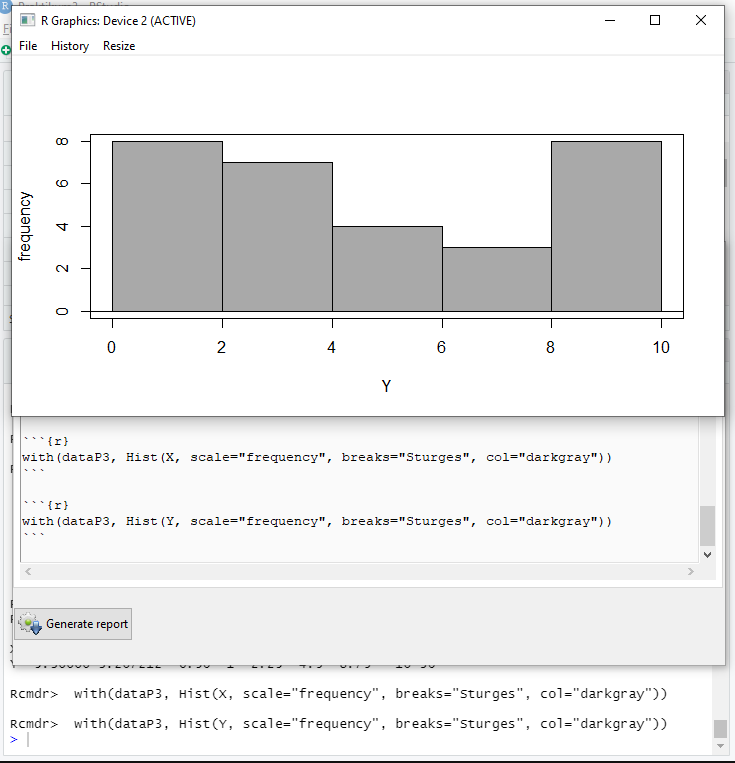 R Graphics: Device 2 (ACTIVE)
File History Resize
8
6
4
2
0
frequency
0 2 4 6 8 10
Y
```{r}
with(dataP3, Hist(X, scale="frequency", breaks="Sturges", col="darkgray"))
```
```{r}
with(dataP3, Hist(Y, scale="frequency", breaks="Sturges", col="darkgray"))
```
Generate report
Rcmdr> with(dataP3, Hist(X, scale="frequency", breaks="Sturges", col="darkgray"))
Rcmdr> with(dataP3, Hist(Y, scale="frequency", breaks="Sturges", col="darkgray"))
>